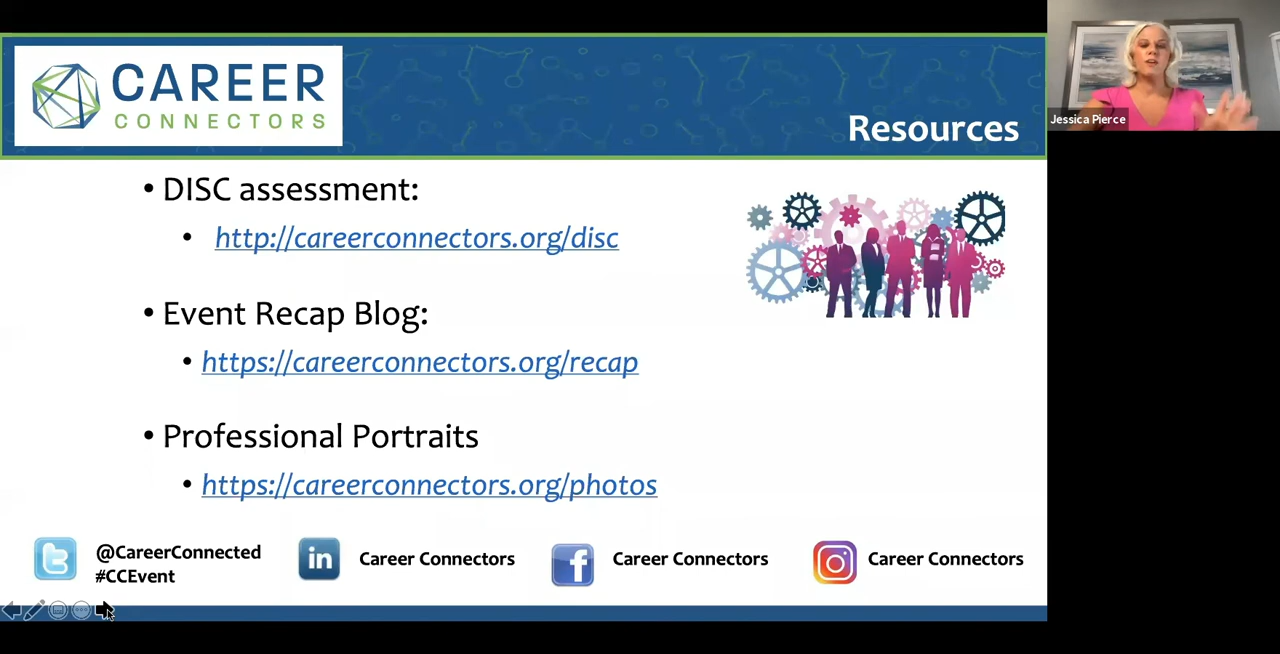 CAREER
CONNECTORS
Resources
Jessica Pierce
• DISC assessment:
• http://careerconnectors.org/disc
• Event Recap Blog:
• https://careerconnectors.org/recap
• Professional Portraits
• https://careerconnectors.org/photos
@CareerConnected
#CCEvent
in Career Connectors
f Career Connectors
Career Connectors